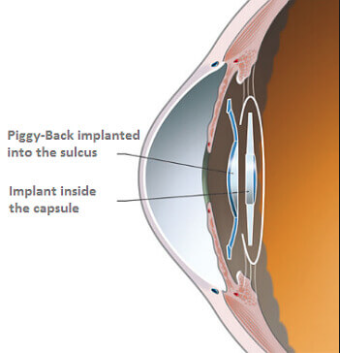 Piggy-Back implanted
into the sulcus
Implant inside
the capsule